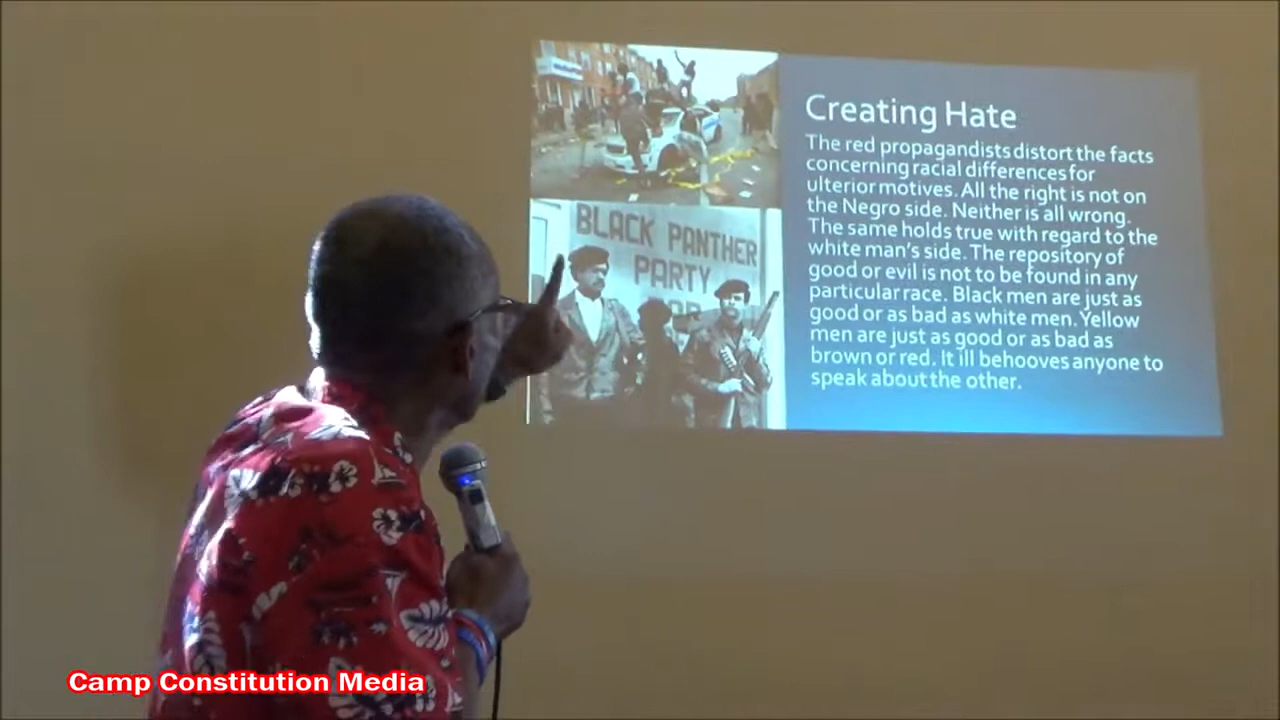 Creating Hate
The red propagandists distort the facts
concerning racial differences for
ulterior motives. All the right is not on
the Negro side. Neither is all wrong.
The same holds true with regard to the
white man's side. The repository of
good or evil is not to be found in any
particular race. Black men are just as
good or as bad as white men. Yellow
men are just as good or as bad as
brown or red. It ill behooves anyone to
speak about the other.
BLACK PANTHER
PARTY
Camp Constitution Media